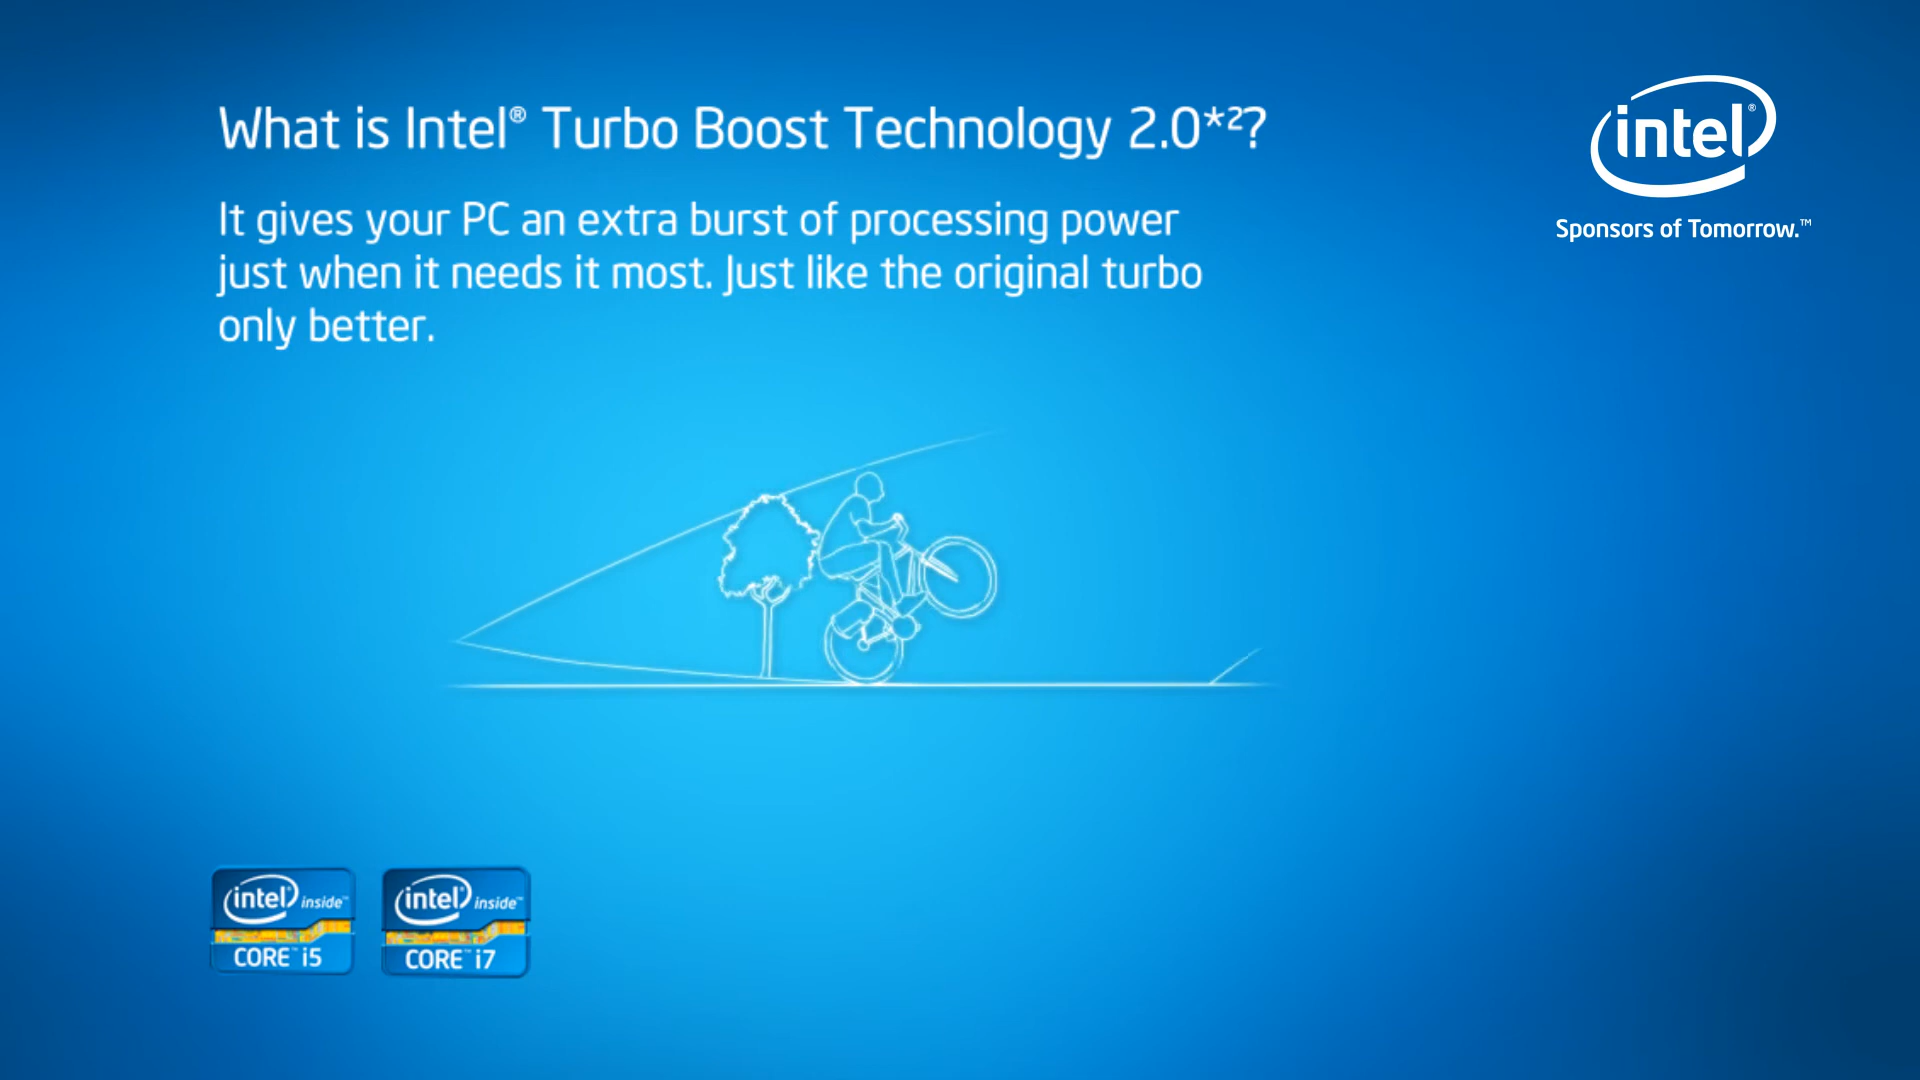 What is Intel® Turbo Boost Technology 2.0*²?
It gives your PC an extra burst of processing power
just when it needs it most. Just like the original turbo
only better.
intel®
Sponsors of Tomorrow.™
intel® inside™
CORE™ i5
intel® inside™
CORE™ i7